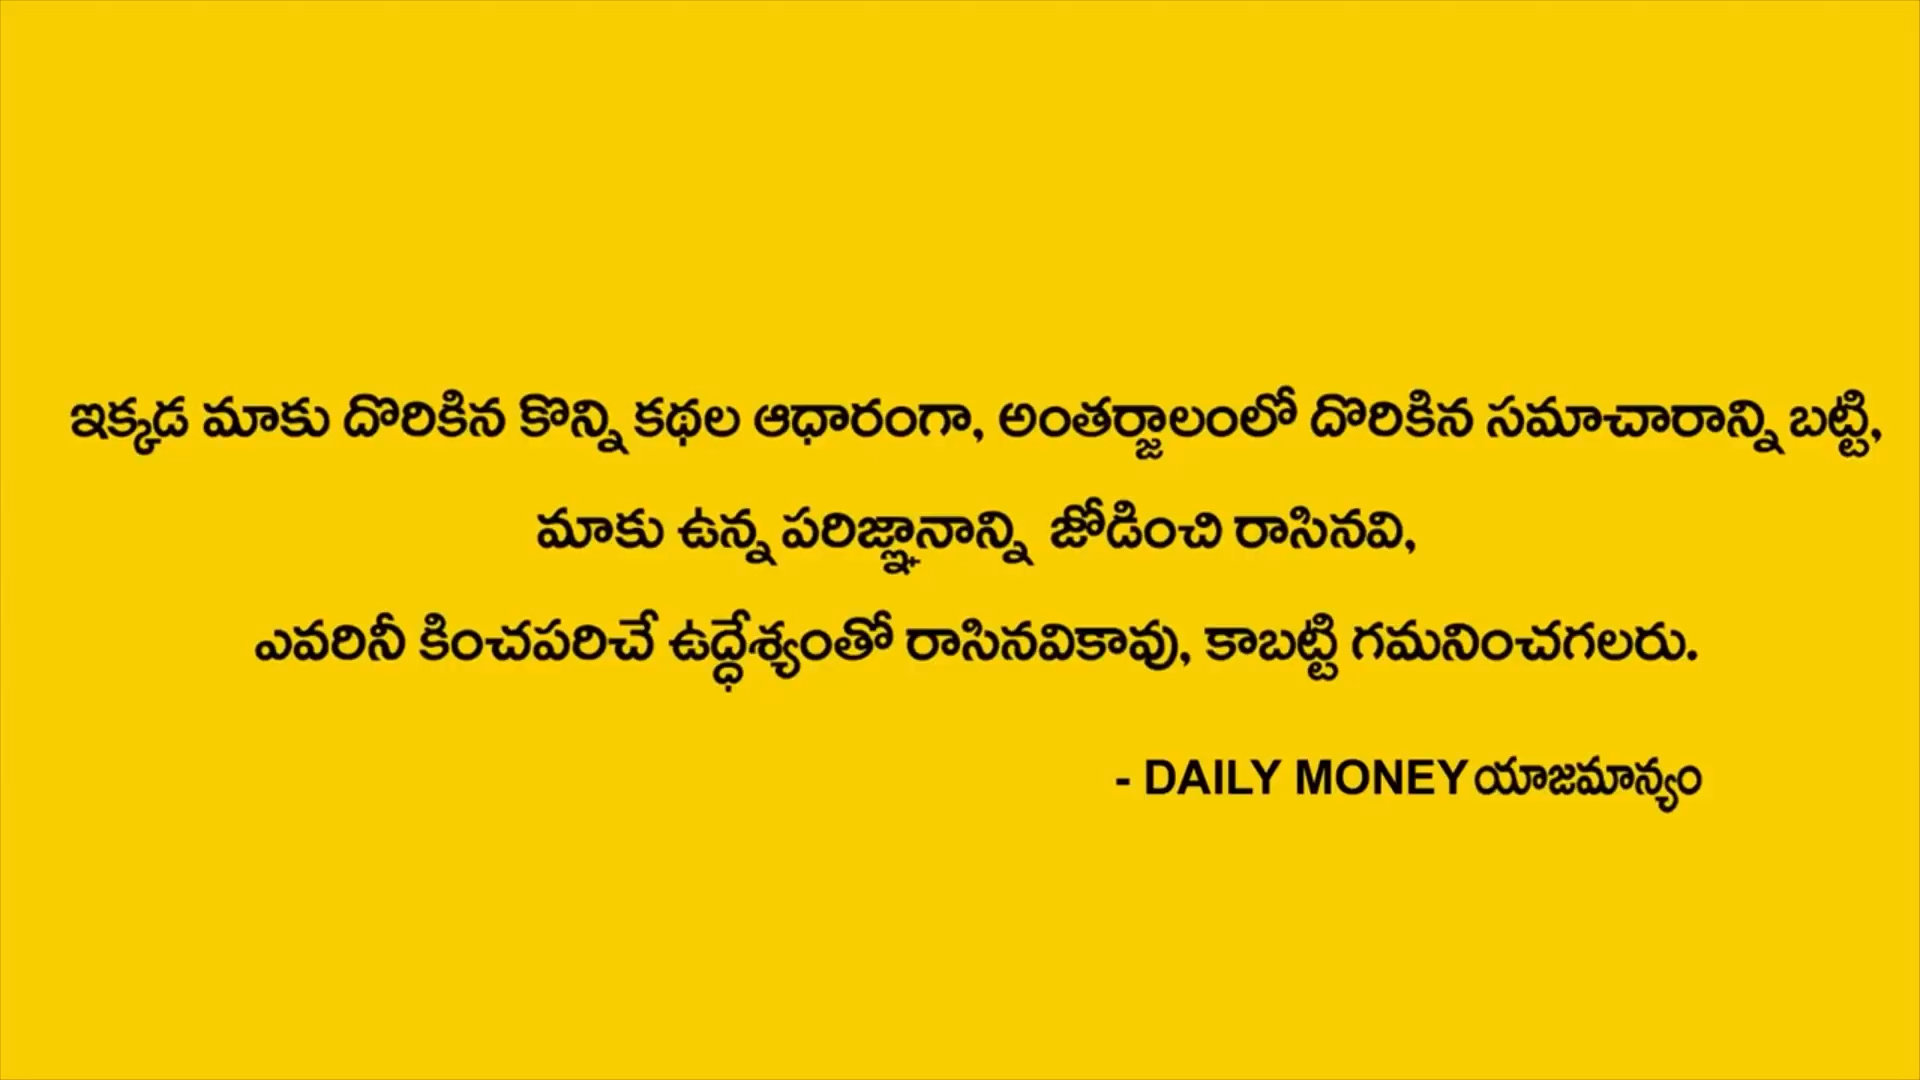 ఇక్కడ మాకు దొరికిన కొన్ని కథల ఆధారంగా, అంతర్జాలంలో దొరికిన సమాచారాన్ని బట్టి,
మాకు ఉన్న పరిజ్ఞానాన్ని జోడించి రాసినవి,
ఎవరినీ కించపరిచే ఉద్ధేశ్యంతో రాసినవికావు, కాబట్టి గమనించగలరు.
- DAILY MONEY యాజమాన్యం